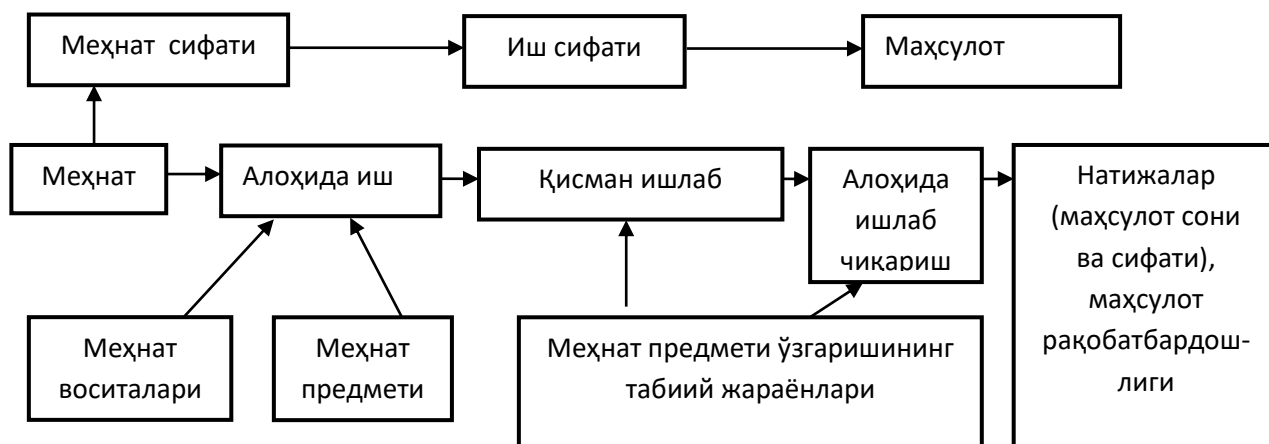 Меҳнат сифати
Иш сифати
Маҳсулот
Меҳнат
Алоҳида иш
Қисман ишлаб
Алоҳида
ишлаб
чиқариш
Натижалар
(маҳсулот сони
ва сифати),
маҳсулот
рақобатбардош-
лиги
Меҳнат
воситалари
Меҳнат
предмети
Меҳнат предмети ўзгаришининг
табиий жараёнлари